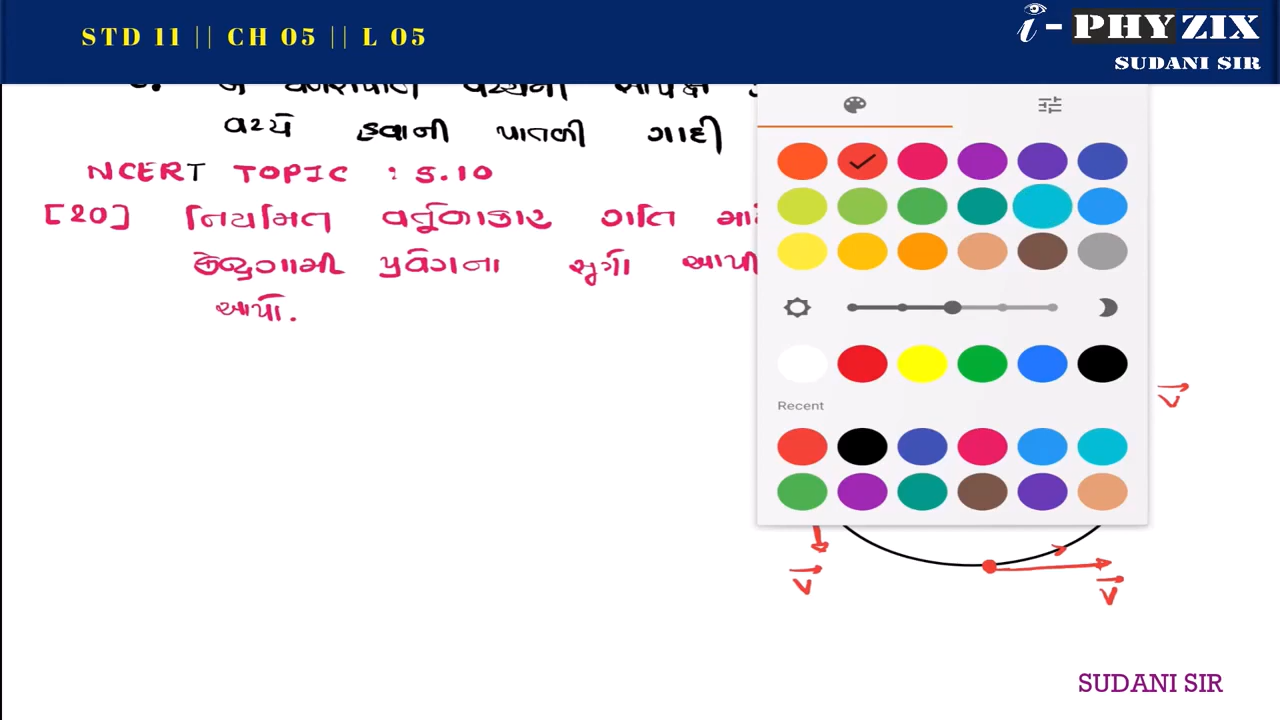 STD 11 || CH 05 || L 05
i - PHYZIX
SUDANI SIR
વચ્ચે હવાની પાતળી ગાદી
NCERT TOPIC : 5.10
[20] નિયમિત વર્તુળાકાર ગતિ
કેન્દ્રગામી પ્રવેગના સૂત્રો
આપો.
Recent
V
V
V
SUDANI SIR